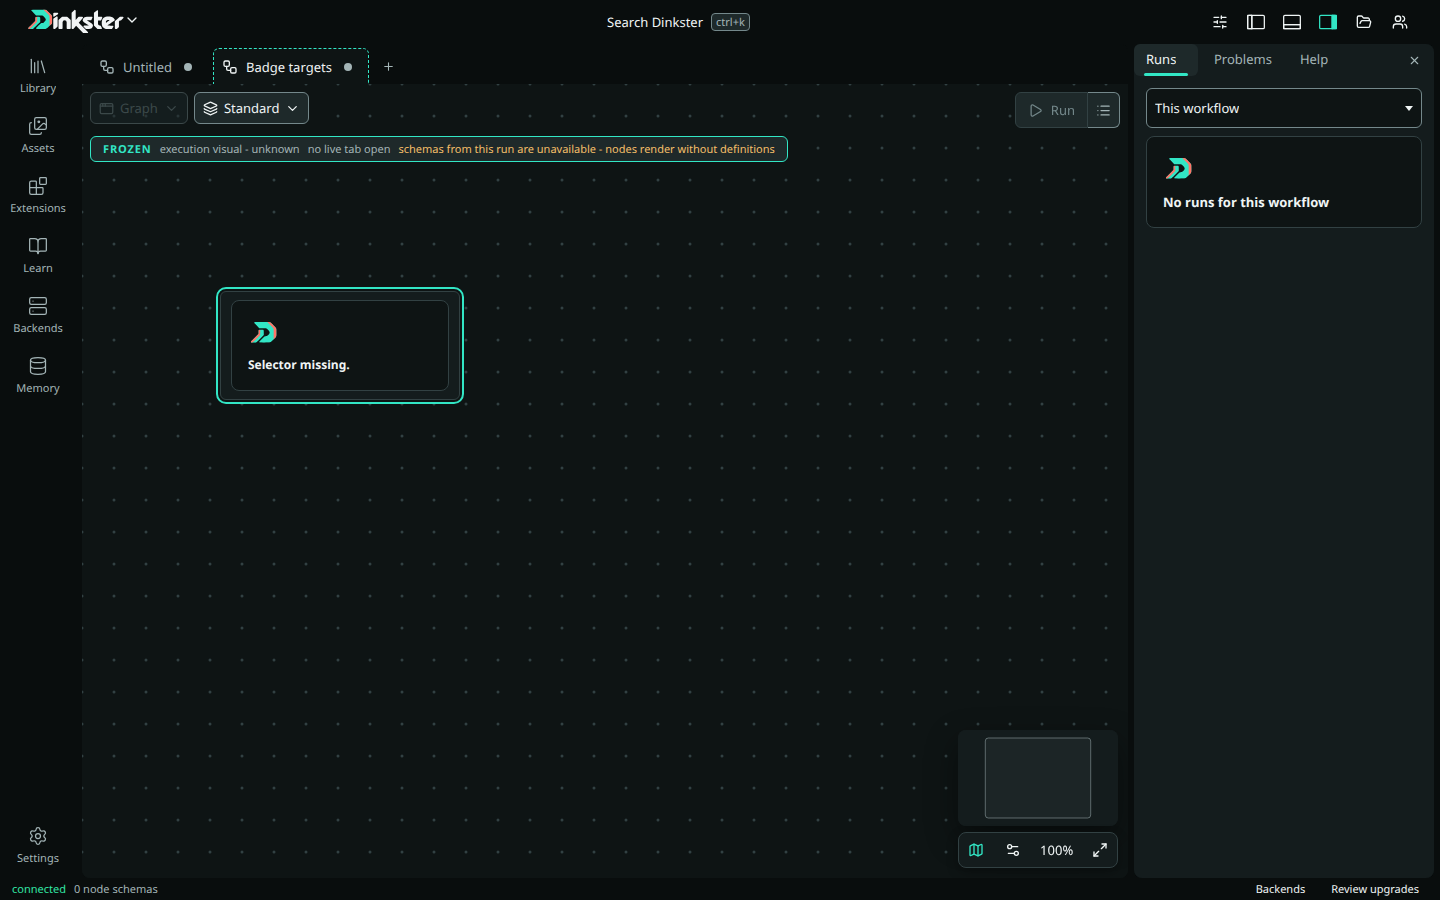 Dinkster
Search Dinkster ctrl+k
Library
Assets
Extensions
Learn
Backends
Memory
Settings
Untitled
Badge targets
Graph
Standard
Run
FROZEN execution visual - unknown no live tab open schemas from this run are unavailable - nodes render without definitions
Selector missing.
100%
Runs Problems Help
This workflow
No runs for this workflow
connected 0 node schemas
Backends Review upgrades